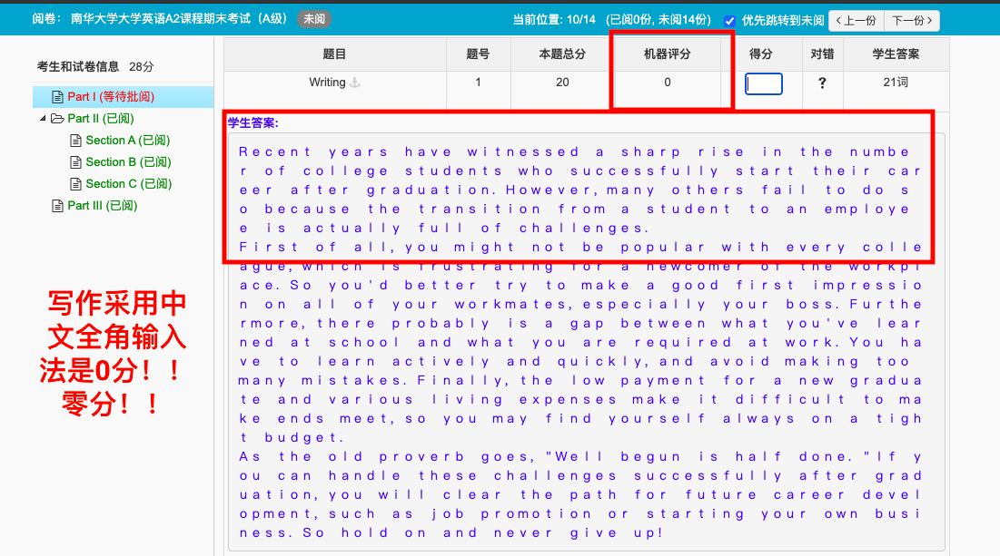 阅卷: 南华大学大学英语A2课程期末考试（A级） 未阅 当前位置: 10/14 (已阅0份, 未阅14份) 优先跳转到未阅 上一份 下一份
考生和试卷信息 28分
Part I (等待批阅)
Part II (已阅)
Section A (已阅)
Section B (已阅)
Section C (已阅)
Part III (已阅)
写作采用中
文全角输入
法是0分！！
零分！！
题目 题号 本题总分 机器评分 得分 对错 学生答案
Writing 1 20 0 ? 21词
学生答案:
Ｒｅｃｅｎｔ　ｙｅａｒｓ　ｈａｖｅ　ｗｉｔｎｅｓｓｅｄ　ａ　ｓｈａｒｐ　ｒｉｓｅ　ｉｎ　ｔｈｅ　ｎｕｍｂｅ
ｒ　ｏｆ　ｃｏｌｌｅｇｅ　ｓｔｕｄｅｎｔｓ　ｗｈｏ　ｓｕｃｃｅｓｓｆｕｌｌｙ　ｓｔａｒｔ　ｔｈｅｉｒ　ｃａｒ
ｅｅｒ　ａｆｔｅｒ　ｇｒａｄｕａｔｉｏｎ．Ｈｏｗｅｖｅｒ，ｍａｎｙ　ｏｔｈｅｒｓ　ｆａｉｌ　ｔｏ　ｄｏ　ｓ
ｏ　ｂｅｃａｕｓｅ　ｔｈｅ　ｔｒａｎｓｉｔｉｏｎ　ｆｒｏｍ　ａ　ｓｔｕｄｅｎｔ　ｔｏ　ａｎ　ｅｍｐｌｏｙｅ
ｅ　ｉｓ　ａｃｔｕａｌｌｙ　ｆｕｌｌ　ｏｆ　ｃｈａｌｌｅｎｇｅｓ．
Ｆｉｒｓｔ　ｏｆ　ａｌｌ，ｙｏｕ　ｍｉｇｈｔ　ｎｏｔ　ｂｅ　ｐｏｐｕｌａｒ　ｗｉｔｈ　ｅｖｅｒｙ　ｃｏｌｌｅ
ａｇｕｅ，ｗｈｉｃｈ　ｉｓ　ｆｒｕｓｔｒａｔｉｎｇ　ｆｏｒ　ａ　ｎｅｗｃｏｍｅｒ　ｏｆ　ｔｈｅ　ｗｏｒｋｐｌ
ａｃｅ．Ｓｏ　ｙｏｕ'ｄ　ｂｅｔｔｅｒ　ｔｒｙ　ｔｏ　ｍａｋｅ　ａ　ｇｏｏｄ　ｆｉｒｓｔ　ｉｍｐｒｅｓｓｉｏ
ｎ　ｏｎ　ａｌｌ　ｏｆ　ｙｏｕｒ　ｗｏｒｋｍａｔｅｓ，ｅｓｐｅｃｉａｌｌｙ　ｙｏｕｒ　ｂｏｓｓ．Ｆｕｒｔｈｅ
ｒｍｏｒｅ，ｔｈｅｒｅ　ｐｒｏｂａｂｌｙ　ｉｓ　ａ　ｇａｐ　ｂｅｔｗｅｅｎ　ｗｈａｔ　ｙｏｕ'ｖｅ　ｌｅａｒ
ｎｅｄ　ａｔ　ｓｃｈｏｏｌ　ａｎｄ　ｗｈａｔ　ｙｏｕ　ａｒｅ　ｒｅｑｕｉｒｅｄ　ａｔ　ｗｏｒｋ．Ｙｏｕ　ｈａ
ｖｅ　ｔｏ　ｌｅａｒｎ　ａｃｔｉｖｅｌｙ　ａｎｄ　ｑｕｉｃｋｌｙ，ａｎｄ　ａｖｏｉｄ　ｍａｋｉｎｇ　ｔｏｏ
ｍａｎｙ　ｍｉｓｔａｋｅｓ．Ｆｉｎａｌｌｙ，ｔｈｅ　ｌｏｗ　ｐａｙｍｅｎｔ　ｆｏｒ　ａ　ｎｅｗ　ｇｒａｄｕａ
ｔｅ　ａｎｄ　ｖａｒｉｏｕｓ　ｌｉｖｉｎｇ　ｅｘｐｅｎｓｅｓ　ｍａｋｅ　ｉｔ　ｄｉｆｆｉｃｕｌｔ　ｔｏ　ｍａ
ｋｅ　ｅｎｄｓ　ｍｅｅｔ，ｓｏ　ｙｏｕ　ｍａｙ　ｆｉｎｄ　ｙｏｕｒｓｅｌｆ　ａｌｗａｙｓ　ｏｎ　ａ　ｔｉｇｈ
ｔ　ｂｕｄｇｅｔ．
Ａｓ　ｔｈｅ　ｏｌｄ　ｐｒｏｖｅｒｂ　ｇｏｅｓ，"Ｗｅｌｌ　ｂｅｇｕｎ　ｉｓ　ｈａｌｆ　ｄｏｎｅ．"Ｉｆ　ｙ
ｏｕ　ｃａｎ　ｈａｎｄｌｅ　ｔｈｅｓｅ　ｃｈａｌｌｅｎｇｅｓ　ｓｕｃｃｅｓｓｆｕｌｌｙ　ａｆｔｅｒ　ｇｒａｄ
ｕａｔｉｏｎ，ｙｏｕ　ｗｉｌｌ　ｃｌｅａｒ　ｔｈｅ　ｐａｔｈ　ｆｏｒ　ｆｕｔｕｒｅ　ｃａｒｅｅｒ　ｄｅｖｅｌ
ｏｐｍｅｎｔ，ｓｕｃｈ　ａｓ　ｊｏｂ　ｐｒｏｍｏｔｉｏｎ　ｏｒ　ｓｔａｒｔｉｎｇ　ｙｏｕｒ　ｏｗｎ　ｂｕｓｉ
ｎｅｓｓ．Ｓｏ　ｈｏｌｄ　ｏｎ　ａｎｄ　ｎｅｖｅｒ　ｇｉｖｅ　ｕｐ！